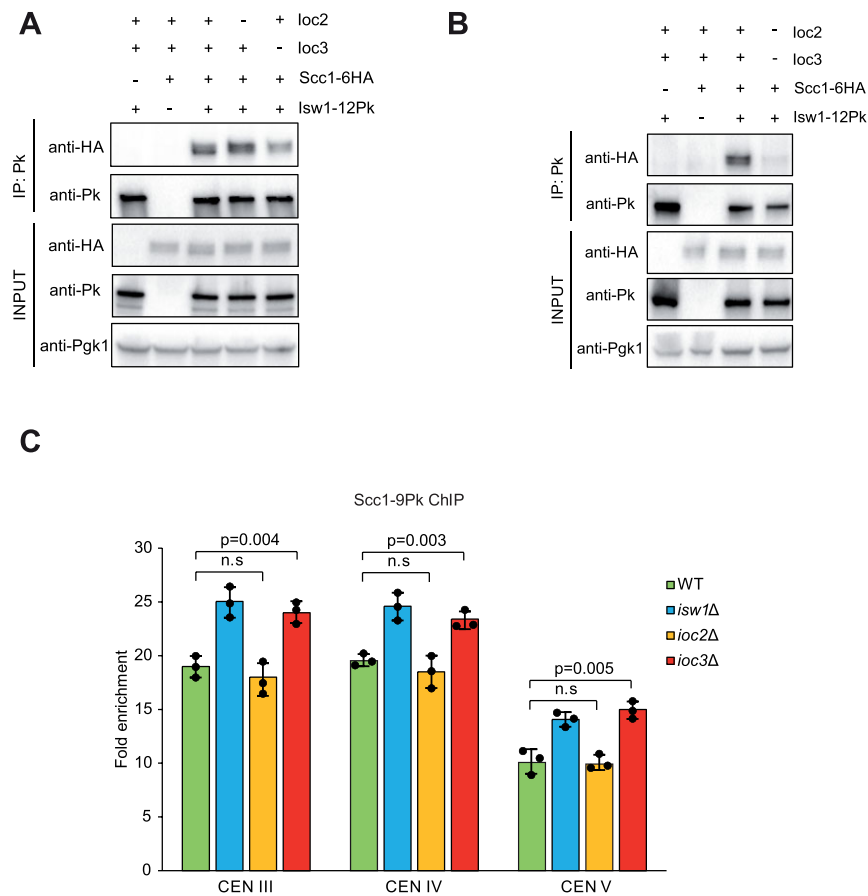 A
+ + + - + Ioc2
+ + + + - Ioc3
- + + + + Scc1-6HA
+ - + + + Isw1-12Pk
IP: Pk
anti-HA
anti-Pk
INPUT
anti-HA
anti-Pk
anti-Pgk1
B
+ + + - Ioc2
+ + + - Ioc3
- + + + Scc1-6HA
+ - + + Isw1-12Pk
IP: Pk
anti-HA
anti-Pk
INPUT
anti-HA
anti-Pk
anti-Pgk1
C
Scc1-9Pk ChIP
Fold enrichment
30
25
20
15
10
5
0
p=0.004
n.s
p=0.003
n.s
p=0.005
n.s
WT
isw1Δ
ioc2Δ
ioc3Δ
CEN III
CEN IV
CEN V